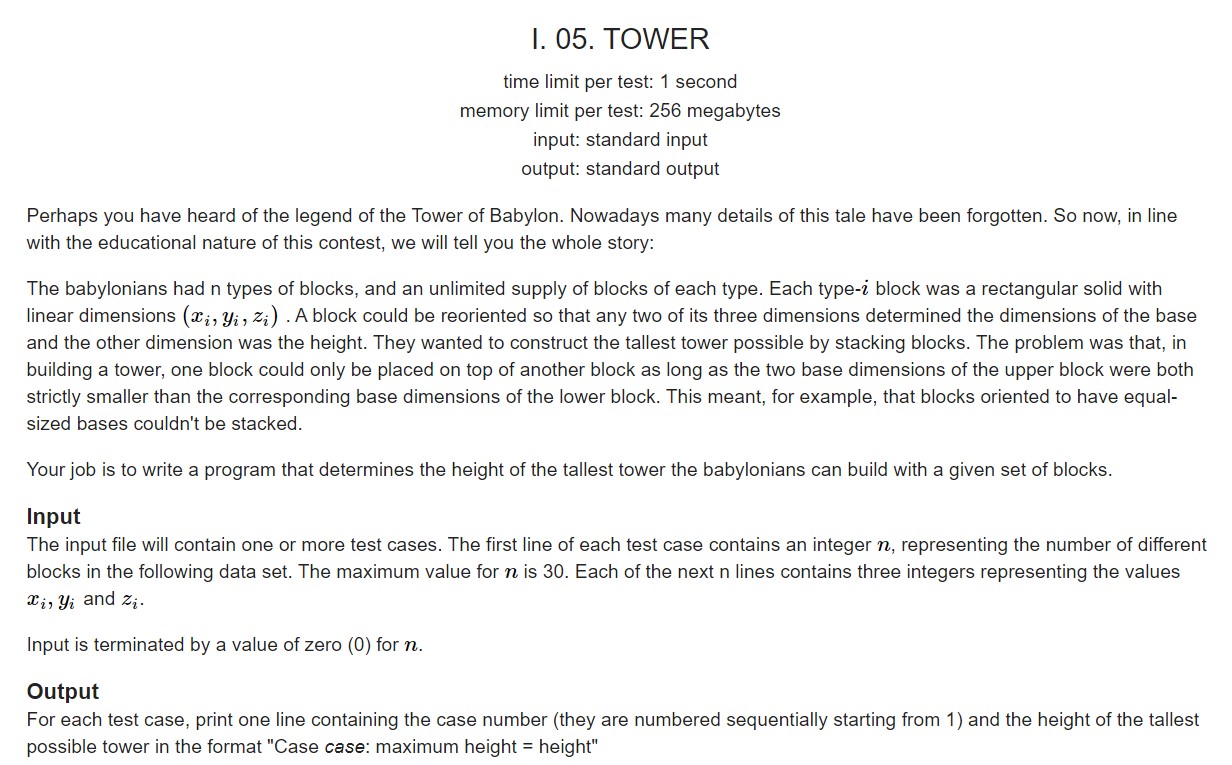 I. 05. TOWER
time limit per test: 1 second
memory limit per test: 256 megabytes
input: standard input
output: standard output
Perhaps you have heard of the legend of the Tower of Babylon. Nowadays many details of this tale have been forgotten. So now, in line
with the educational nature of this contest, we will tell you the whole story:
The babylonians had n types of blocks, and an unlimited supply of blocks of each type. Each type-i block was a rectangular solid with
linear dimensions (xᵢ, yᵢ, zᵢ) . A block could be reoriented so that any two of its three dimensions determined the dimensions of the base
and the other dimension was the height. They wanted to construct the tallest tower possible by stacking blocks. The problem was that, in
building a tower, one block could only be placed on top of another block as long as the two base dimensions of the upper block were both
strictly smaller than the corresponding base dimensions of the lower block. This meant, for example, that blocks oriented to have equal-
sized bases couldn't be stacked.
Your job is to write a program that determines the height of the tallest tower the babylonians can build with a given set of blocks.
Input
The input file will contain one or more test cases. The first line of each test case contains an integer n, representing the number of different
blocks in the following data set. The maximum value for n is 30. Each of the next n lines contains three integers representing the values
xᵢ, yᵢ and zᵢ.
Input is terminated by a value of zero (0) for n.
Output
For each test case, print one line containing the case number (they are numbered sequentially starting from 1) and the height of the tallest
possible tower in the format "Case case: maximum height = height"